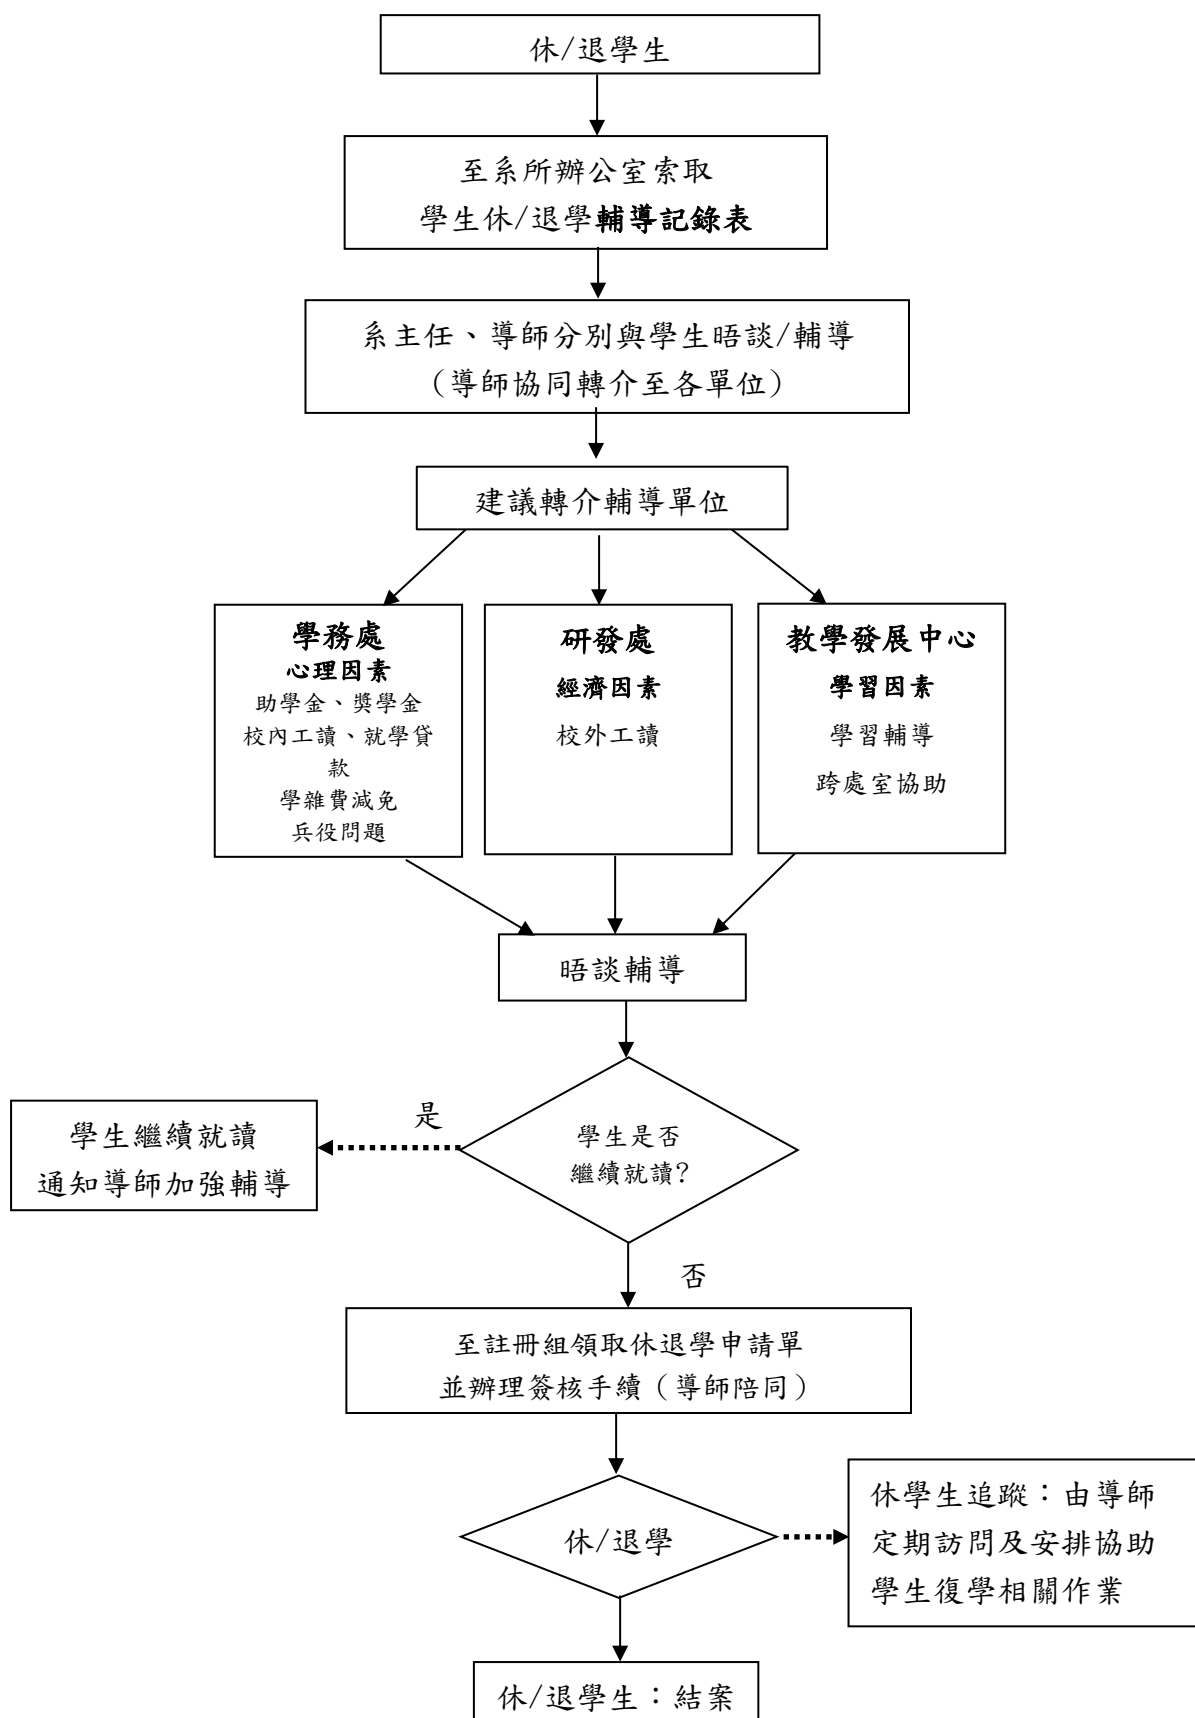 休/退學生
至系所辦公室索取
學生休/退學輔導記錄表
系主任、導師分別與學生晤談/輔導
(導師協同轉介至各單位)
建議轉介輔導單位
學務處
心理因素
助學金、獎學金
校內工讀、就學貸
款
學雜費減免
兵役問題
研發處
經濟因素
校外工讀
教學發展中心
學習因素
學習輔導
跨處室協助
晤談輔導
學生是否
繼續就讀?
是
學生繼續就讀
通知導師加強輔導
否
至註冊組領取休退學申請單
並辦理簽核手續(導師陪同)
休/退學
休學生追蹤：由導師
定期訪問及安排協助
學生復學相關作業
休/退學生：結案